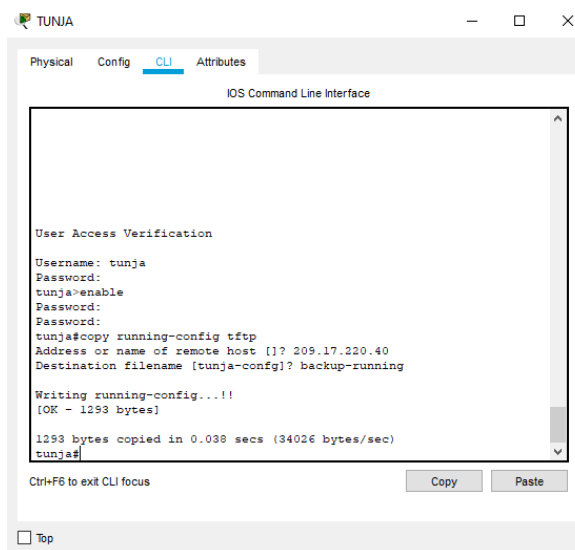 TUNJA
Physical Config CLI Attributes
IOS Command Line Interface
User Access Verification
Username: tunja
Password:
tunja>enable
Password:
Password:
tunja#copy running-config tftp
Address or name of remote host []? 209.17.220.40
Destination filename [tunja-confg]? backup-running
Writing running-config...!!
[OK - 1293 bytes]
1293 bytes copied in 0.038 secs (34026 bytes/sec)
tunja#
Ctrl+F6 to exit CLI focus
Copy Paste
Top